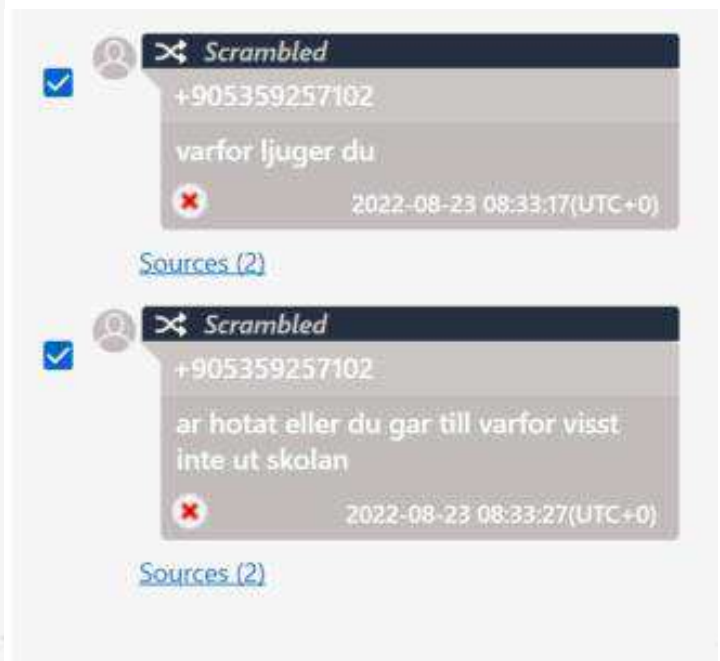 Scrambled
+905359257102
varfor ljuger du
2022-08-23 08:33:17(UTC+0)
Sources (2)
Scrambled
+905359257102
ar hotat eller du gar till varfor visst
inte ut skolan
2022-08-23 08:33:27(UTC+0)
Sources (2)